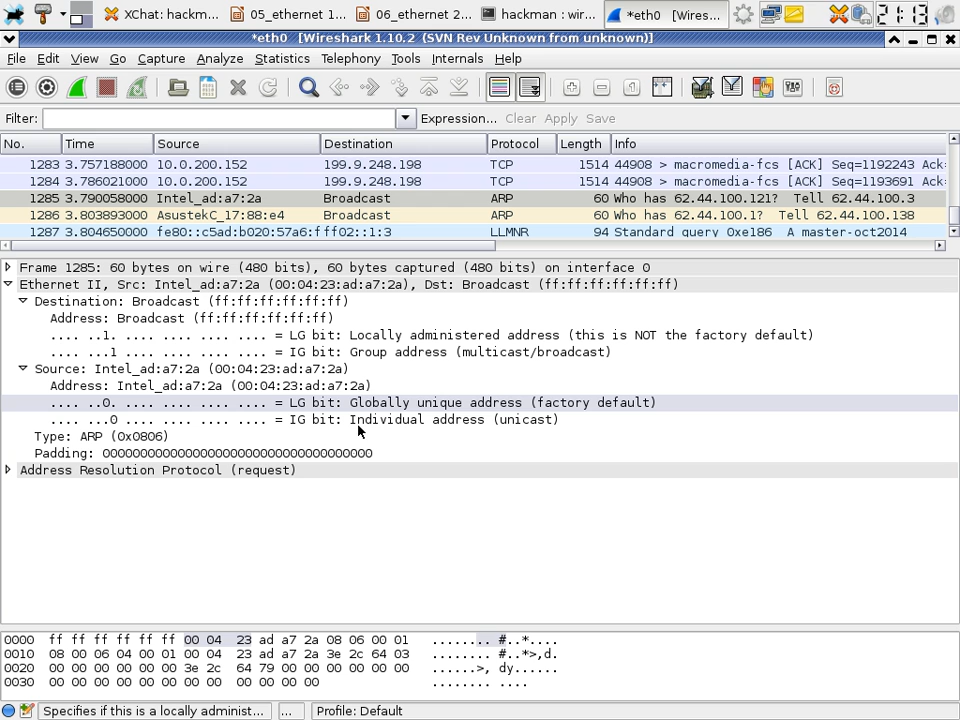 XChat: hackm...
05_ethernet 1...
06_ethernet 2...
hackman : wir...
*eth0 [Wires...
21:13
*eth0 [Wireshark 1.10.2 (SVN Rev Unknown from unknown)]
File Edit View Go Capture Analyze Statistics Telephony Tools Internals Help
Filter: Expression... Clear Apply Save
No. Time Source Destination Protocol Length Info
1283 3.757188000 10.0.200.152 199.9.248.198 TCP 1514 44908 > macromedia-fcs [ACK] Seq=1192243 Ack=
1284 3.786021000 10.0.200.152 199.9.248.198 TCP 1514 44908 > macromedia-fcs [ACK] Seq=1193691 Ack=
1285 3.790058000 Intel_ad:a7:2a Broadcast ARP 60 Who has 62.44.100.121? Tell 62.44.100.3
1286 3.803893000 AsustekC_17:88:e4 Broadcast ARP 60 Who has 62.44.100.1? Tell 62.44.100.138
1287 3.804650000 fe80::c5ad:b020:57a6:f ff02::1:3 LLMNR 94 Standard query 0xe186 A master-oct2014
Frame 1285: 60 bytes on wire (480 bits), 60 bytes captured (480 bits) on interface 0
Ethernet II, Src: Intel_ad:a7:2a (00:04:23:ad:a7:2a), Dst: Broadcast (ff:ff:ff:ff:ff:ff)
Destination: Broadcast (ff:ff:ff:ff:ff:ff)
Address: Broadcast (ff:ff:ff:ff:ff:ff)
.... ..1. .... .... .... .... = LG bit: Locally administered address (this is NOT the factory default)
.... ...1 .... .... .... .... = IG bit: Group address (multicast/broadcast)
Source: Intel_ad:a7:2a (00:04:23:ad:a7:2a)
Address: Intel_ad:a7:2a (00:04:23:ad:a7:2a)
.... ..0. .... .... .... .... = LG bit: Globally unique address (factory default)
.... ...0 .... .... .... .... = IG bit: Individual address (unicast)
Type: ARP (0x0806)
Padding: 000000000000000000000000000000000000
Address Resolution Protocol (request)
0000 ff ff ff ff ff ff 00 04 23 ad a7 2a 08 06 00 01 ........ #..*....
0010 08 00 06 04 00 01 00 04 23 ad a7 2a 3e 2c 64 03 ........ #..*>,d.
0020 00 00 00 00 00 00 3e 2c 64 79 00 00 00 00 00 00 ......>, dy......
0030 00 00 00 00 00 00 00 00 00 00 00 00 ........ ....
Specifies if this is a locally administ... ... Profile: Default